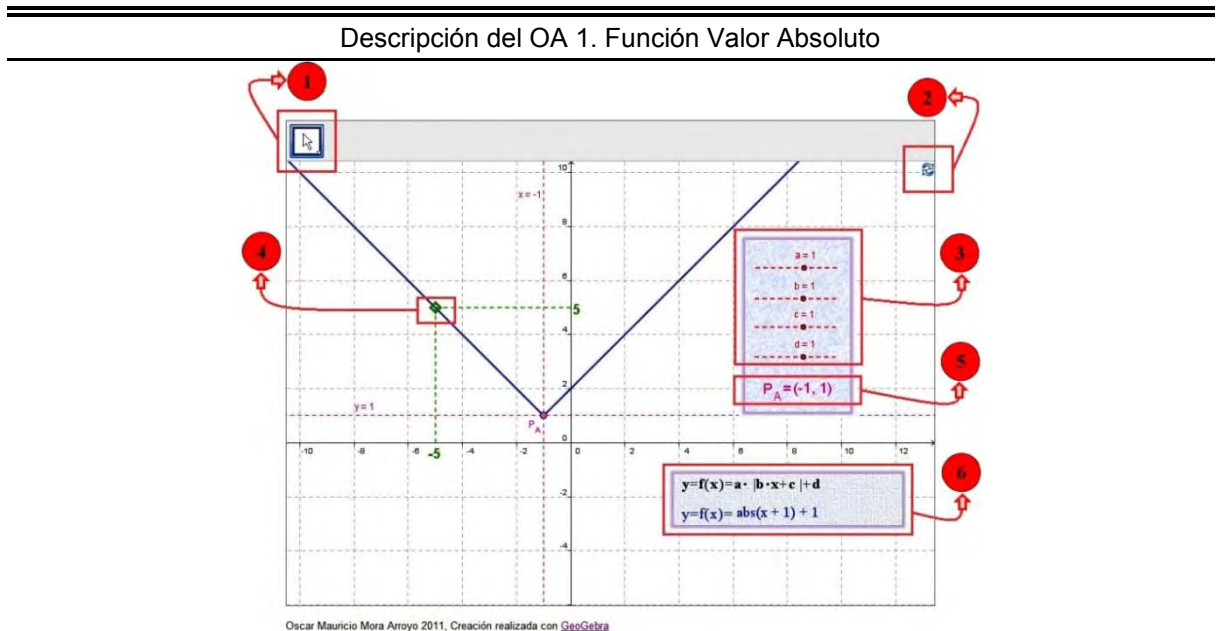 Descripción del OA 1. Función Valor Absoluto
1
2
10
x = -1
8
4
3
a = 1
6
b = 1
5
c = 1
4
d = 1
5
2
P_A=(-1, 1)
y = 1
P_A
0
-10
-8
-6
-5
-4
-2
0
2
4
6
8
10
12
6
y=f(x)=a· |b·x+c |+d
-2
y=f(x)= abs(x + 1) + 1
-4
Oscar Mauricio Mora Arroyo 2011, Creación realizada con GeoGebra